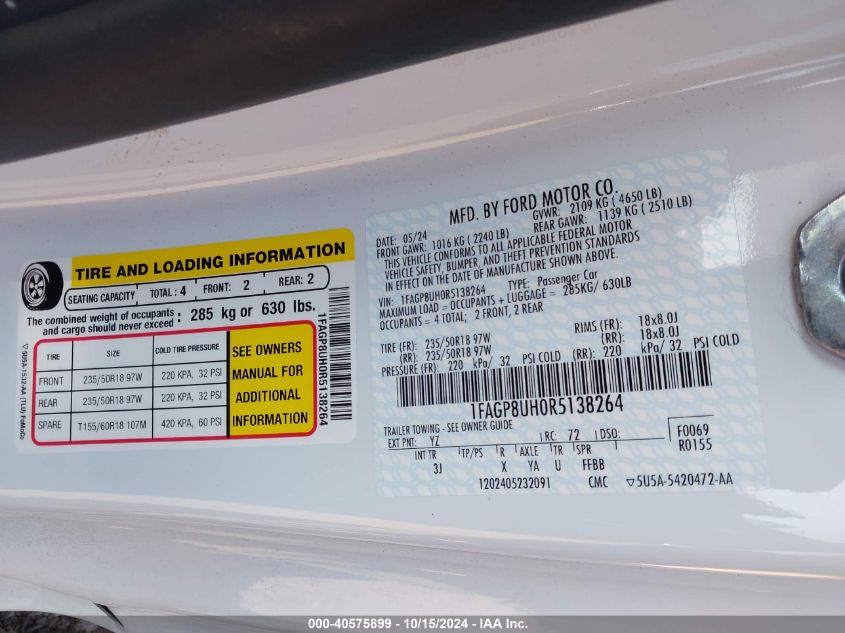 TIRE AND LOADING INFORMATION
SEATING CAPACITY TOTAL : 4 FRONT: 2 REAR: 2
The combined weight of occupants and cargo should never exceed : 285 kg or 630 lbs.
TIRE SIZE COLD TIRE PRESSURE
FRONT 235/50R18 97W 220 KPA, 32 PSI
REAR 235/50R18 97W 220 KPA, 32 PSI
SPARE T155/60R18 107M 420 KPA, 60 PSI
SEE OWNERS
MANUAL FOR
ADDITIONAL
INFORMATION
1FAGP8UH0R5138264
5U5A-1532-AA (TLU) FoMoCo
MFD. BY FORD MOTOR CO.
DATE: 05/24 GVWR: 2109 KG ( 4650 LB)
FRONT GAWR: 1016 KG ( 2240 LB) REAR GAWR: 1139 KG ( 2510 LB)
THIS VEHICLE CONFORMS TO ALL APPLICABLE FEDERAL MOTOR
VEHICLE SAFETY, BUMPER, AND THEFT PREVENTION STANDARDS
IN EFFECT ON THE DATE OF MANUFACTURE SHOWN ABOVE.
VIN: 1FAGP8UH0R5138264 TYPE: Passenger Car
MAXIMUM LOAD = OCCUPANTS + LUGGAGE = 285KG/ 630LB
OCCUPANTS = 4 TOTAL; 2 FRONT, 2 REAR
TIRE (FR): 235/50R18 97W RIMS (FR): 18x8.0J
(RR): 235/50R18 97W (RR): 18x8.0J
PRESSURE (FR): 220 kPa/ 32 PSI COLD (RR): 220 kPa/ 32 PSI COLD
1FAGP8UH0R5138264
TRAILER TOWING - SEE OWNER GUIDE
EXT PNT: YZ RC: 72 DSO: F0069
R0155
INT TR TP/PS R AXLE TR SPR
3J X YA U FFBB
1202405232091 CMC 5U5A-5420472-AA
000-40575899 - 10/15/2024 - IAA Inc.